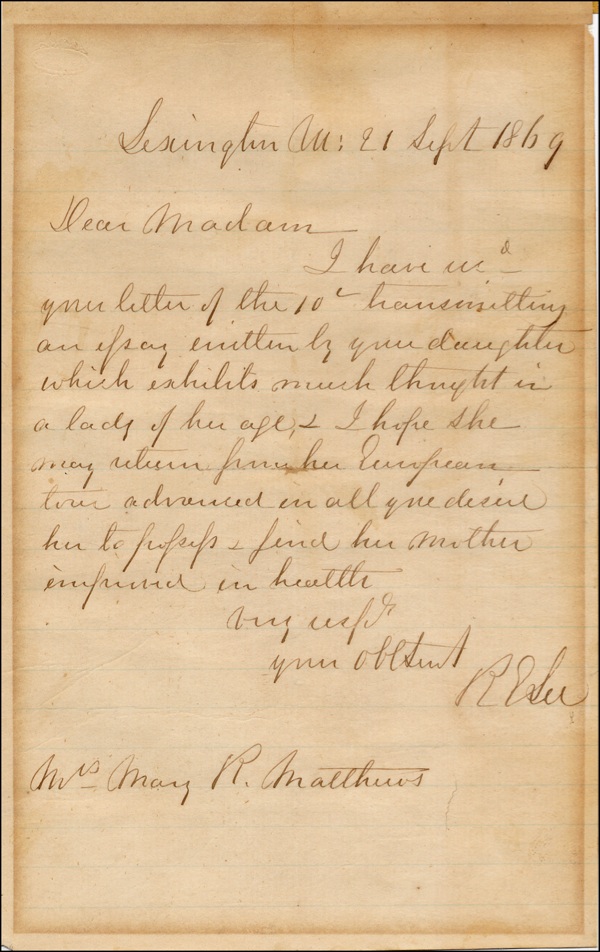 Lexington Va: 21 Sept 1869
Dear Madam
I have recd
your letter of the 10t transmitting
an essay written by your daughter
which exhibits much thought in
a lady of her age, & I hope she
may return from her European
tour advanced in all you desire
her to possess & find her mother
improved in health
Very respy
your obt Servt
R E Lee
Mrs Mary R. Matthews